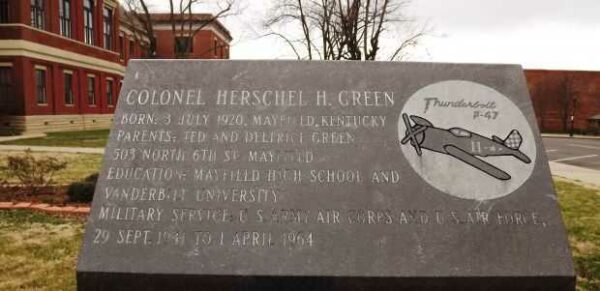 COLONEL HERSCHEL H. GREEN
BORN: 3 JULY 1920, MAYFIELD, KENTUCKY
PARENTS: TED AND DELTRICE GREEN
503 NORTH 6TH ST. MAYFIELD
EDUCATION: MAYFIELD HIGH SCHOOL AND
VANDERBILT UNIVERSITY
MILITARY SERVICE: U.S. ARMY AIR CORPS AND U.S. AIR FORCE,
29 SEPT. 1941 TO 1 APRIL 1964
Thunderbolt
P-47
11